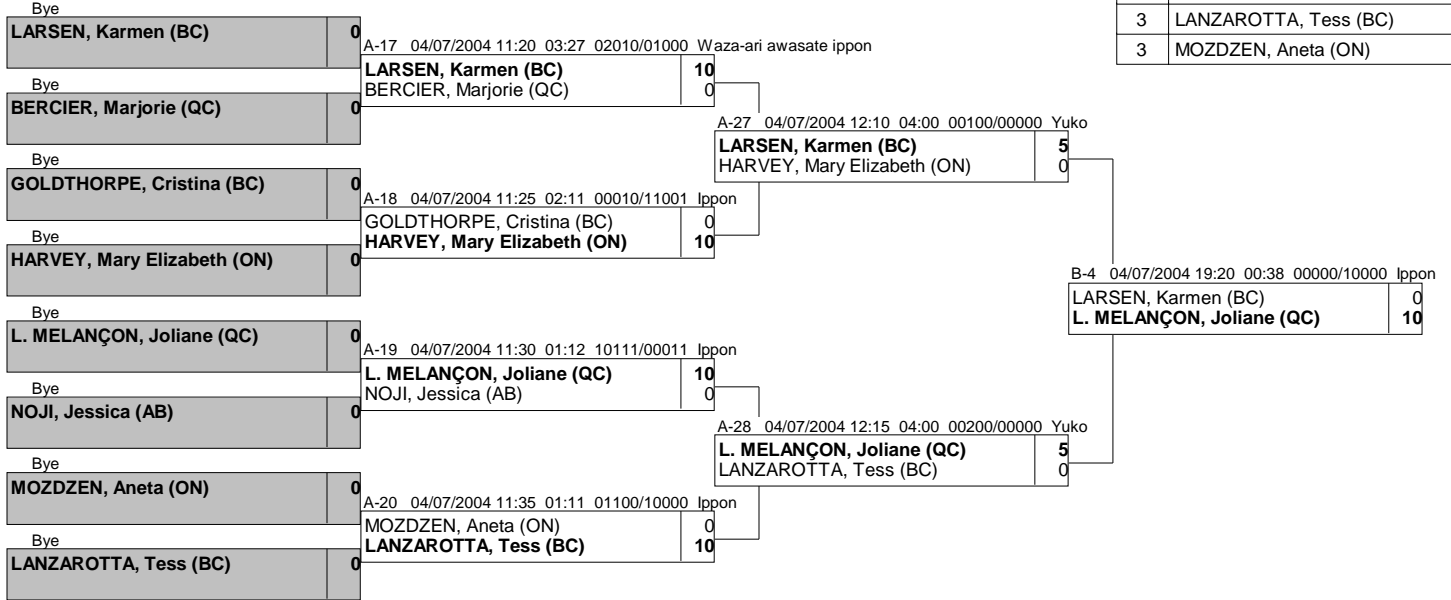 Bye
LARSEN, Karmen (BC) 0
Bye
BERCIER, Marjorie (QC) 0
Bye
GOLDTHORPE, Cristina (BC) 0
Bye
HARVEY, Mary Elizabeth (ON) 0
Bye
L. MELANÇON, Joliane (QC) 0
Bye
NOJI, Jessica (AB) 0
Bye
MOZDZEN, Aneta (ON) 0
Bye
LANZAROTTA, Tess (BC) 0
A-17 04/07/2004 11:20 03:27 02010/01000 Waza-ari awasate ippon
LARSEN, Karmen (BC) 10
BERCIER, Marjorie (QC) 0
A-18 04/07/2004 11:25 02:11 00010/11001 Ippon
GOLDTHORPE, Cristina (BC) 0
HARVEY, Mary Elizabeth (ON) 10
A-19 04/07/2004 11:30 01:12 10111/00011 Ippon
L. MELANÇON, Joliane (QC) 10
NOJI, Jessica (AB) 0
A-20 04/07/2004 11:35 01:11 01100/10000 Ippon
MOZDZEN, Aneta (ON) 0
LANZAROTTA, Tess (BC) 10
A-27 04/07/2004 12:10 04:00 00100/00000 Yuko
LARSEN, Karmen (BC) 5
HARVEY, Mary Elizabeth (ON) 0
A-28 04/07/2004 12:15 04:00 00200/00000 Yuko
L. MELANÇON, Joliane (QC) 5
LANZAROTTA, Tess (BC) 0
B-4 04/07/2004 19:20 00:38 00000/10000 Ippon
LARSEN, Karmen (BC) 0
L. MELANÇON, Joliane (QC) 10
3 LANZAROTTA, Tess (BC)
3 MOZDZEN, Aneta (ON)